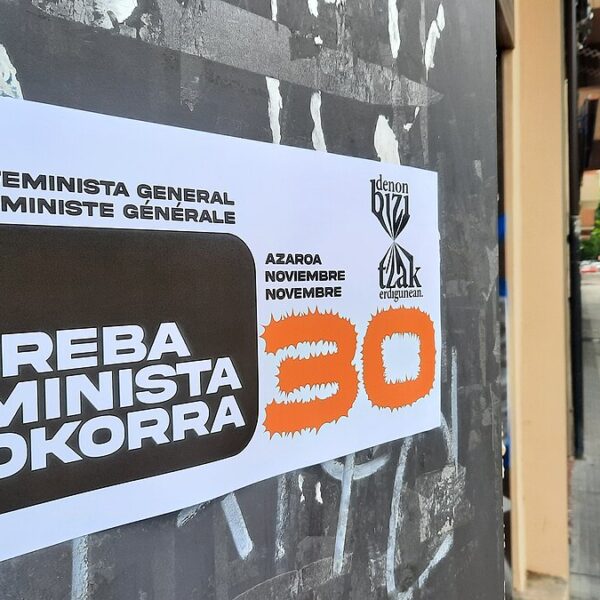 FEMINISTA GENERAL
MINISTE GÉNÉRALE
denon
bizi
tzak
erdigunean.
AZAROA
NOVIEMBRE
NOVEMBRE
30
REBA
MINISTA
OKORRA